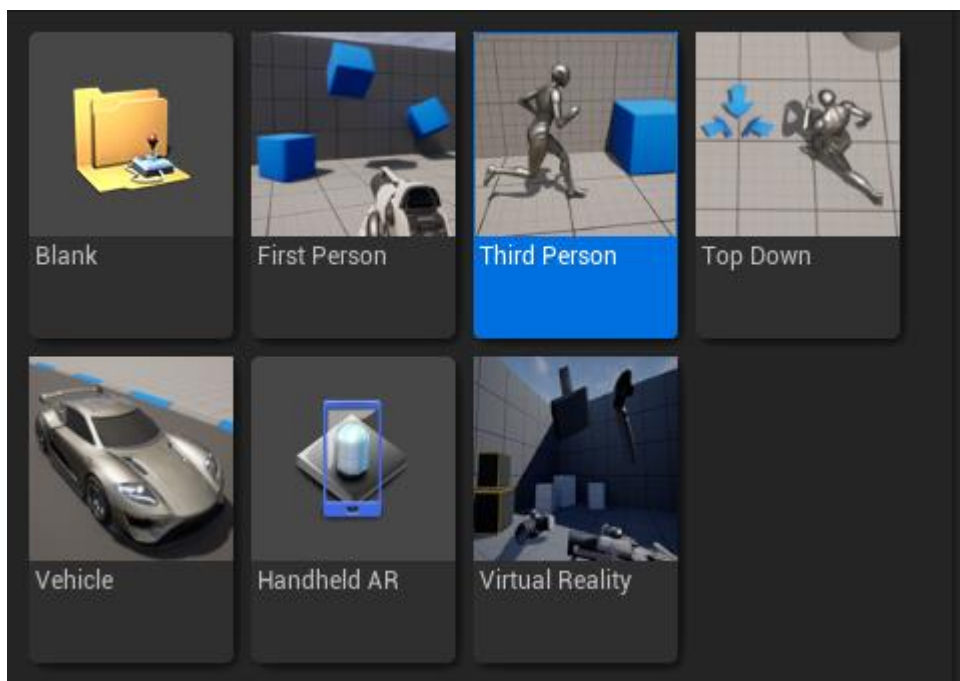 Blank
First Person
Third Person
Top Down
Vehicle
Handheld AR
Virtual Reality